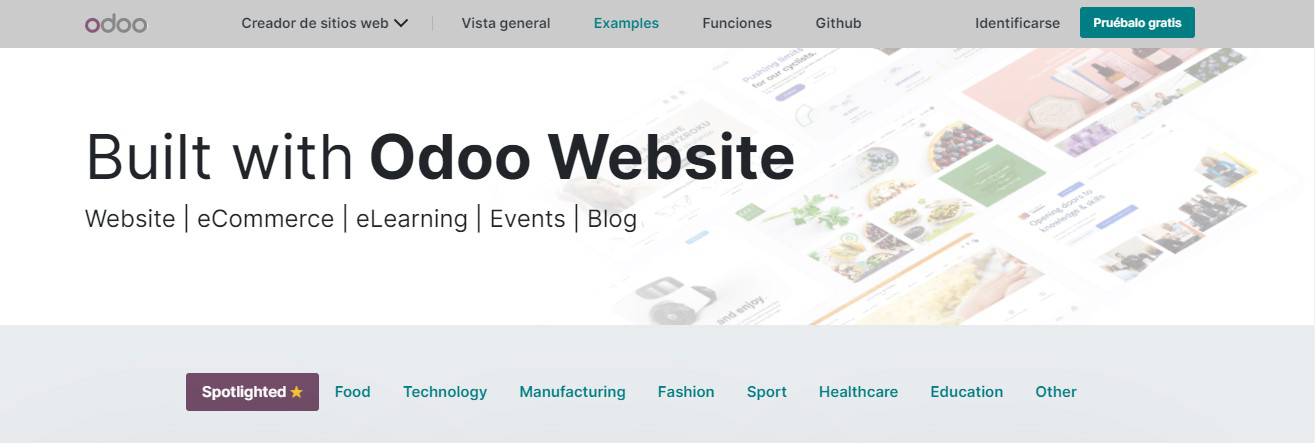 odoo Creador de sitios web Vista general Examples Funciones Github Identificarse Pruébalo gratis
Pushing limits
for our cyclists.
Built with Odoo Website
Website | eCommerce | eLearning | Events | Blog
Opening doors to
knowledge & skills
and enjoy.
Spotlighted Food Technology Manufacturing Fashion Sport Healthcare Education Other